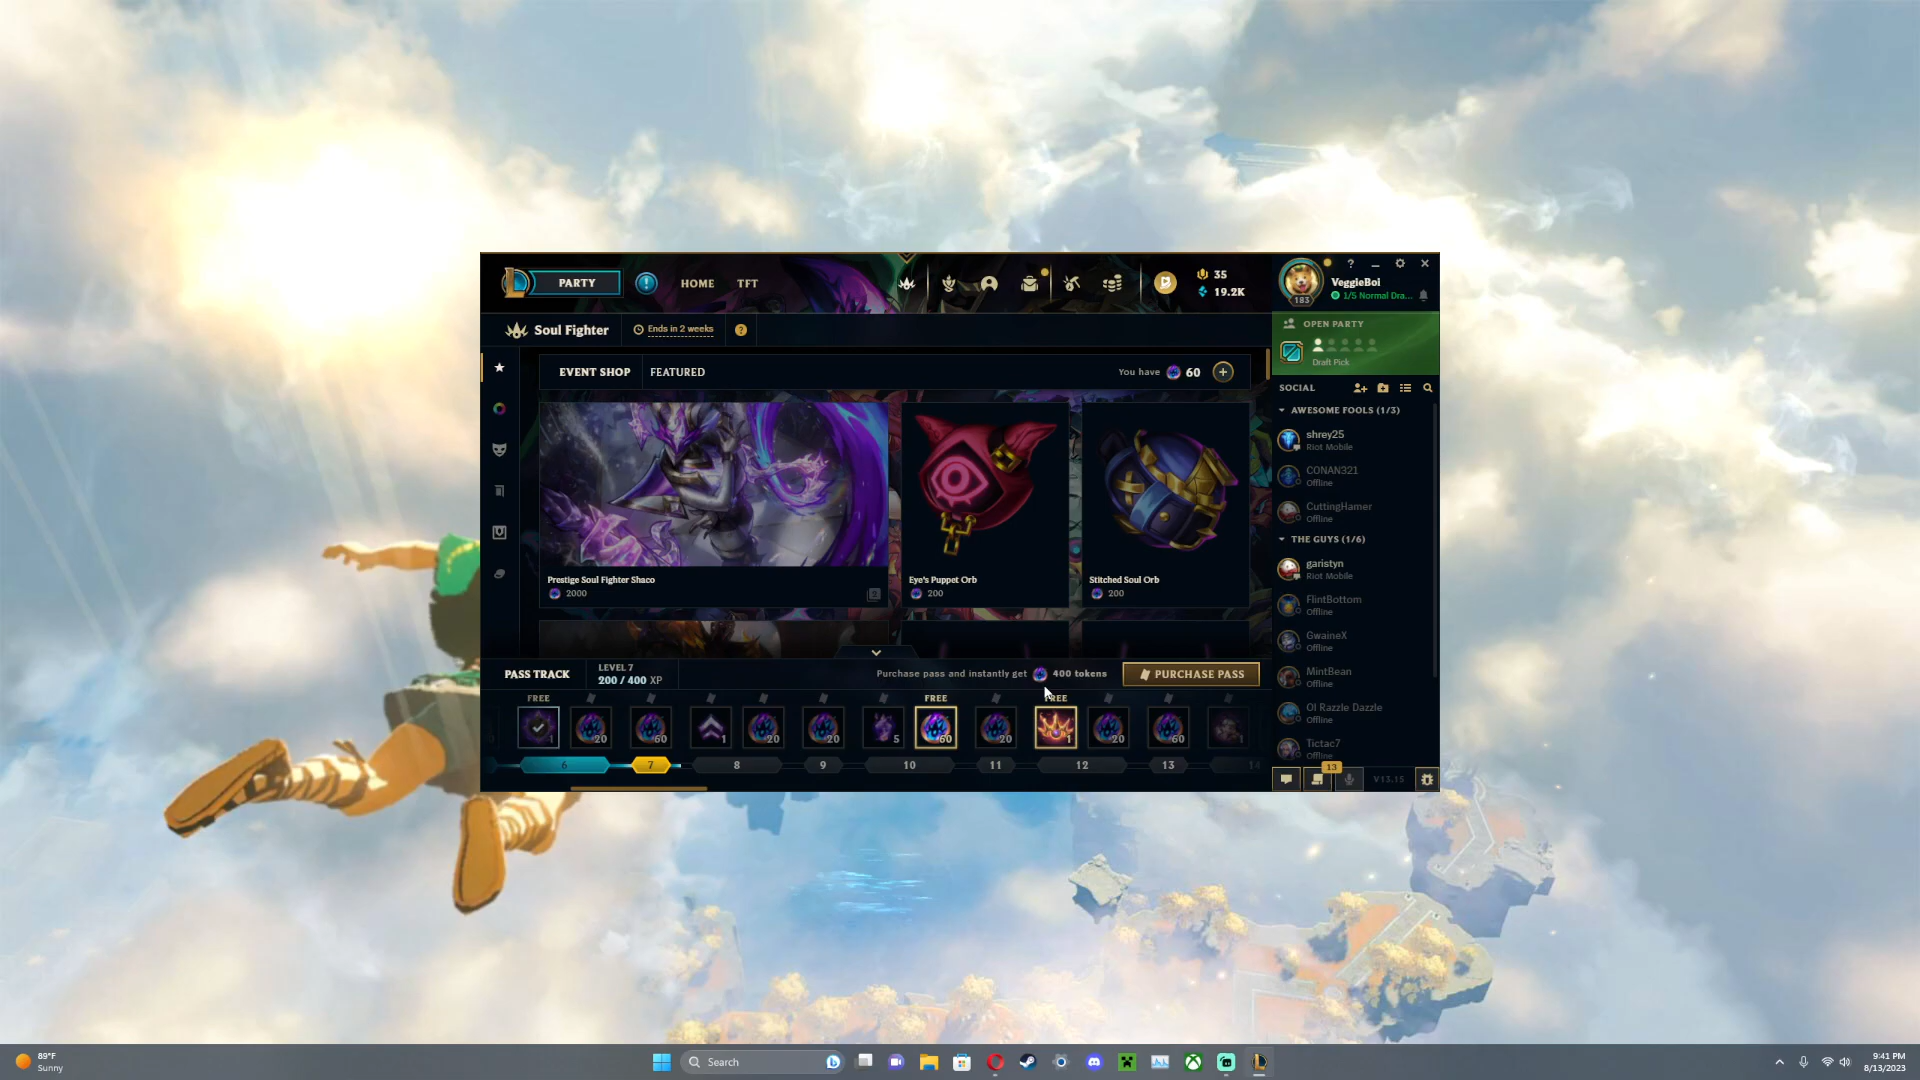 PARTY
HOME
TFT
35
19.2K
183
VeggieBoi
1/5 Normal Dra...
Soul Fighter
Ends in 2 weeks
?
OPEN PARTY
Draft Pick
EVENT SHOP
FEATURED
You have 60
Prestige Soul Fighter Shaco
2000
2
Eye's Puppet Orb
200
Stitched Soul Orb
200
SOCIAL
AWESOME FOOLS (1/3)
shrey25
Riot Mobile
CONAN321
Offline
CuttingHamer
Offline
THE GUYS (1/6)
garistyn
Riot Mobile
FlintBottom
Offline
GwaineX
Offline
MintBean
Offline
Ol Razzle Dazzle
Offline
Tictac7
Offline
13
V13.15
PASS TRACK
LEVEL 7
200 / 400 XP
Purchase pass and instantly get 400 tokens
PURCHASE PASS
FREE
FREE
FREE
1
20
60
1
20
20
5
60
20
1
20
60
1
6
7
8
9
10
11
12
13
14
89°F
Sunny
Search
9:41 PM
8/13/2023